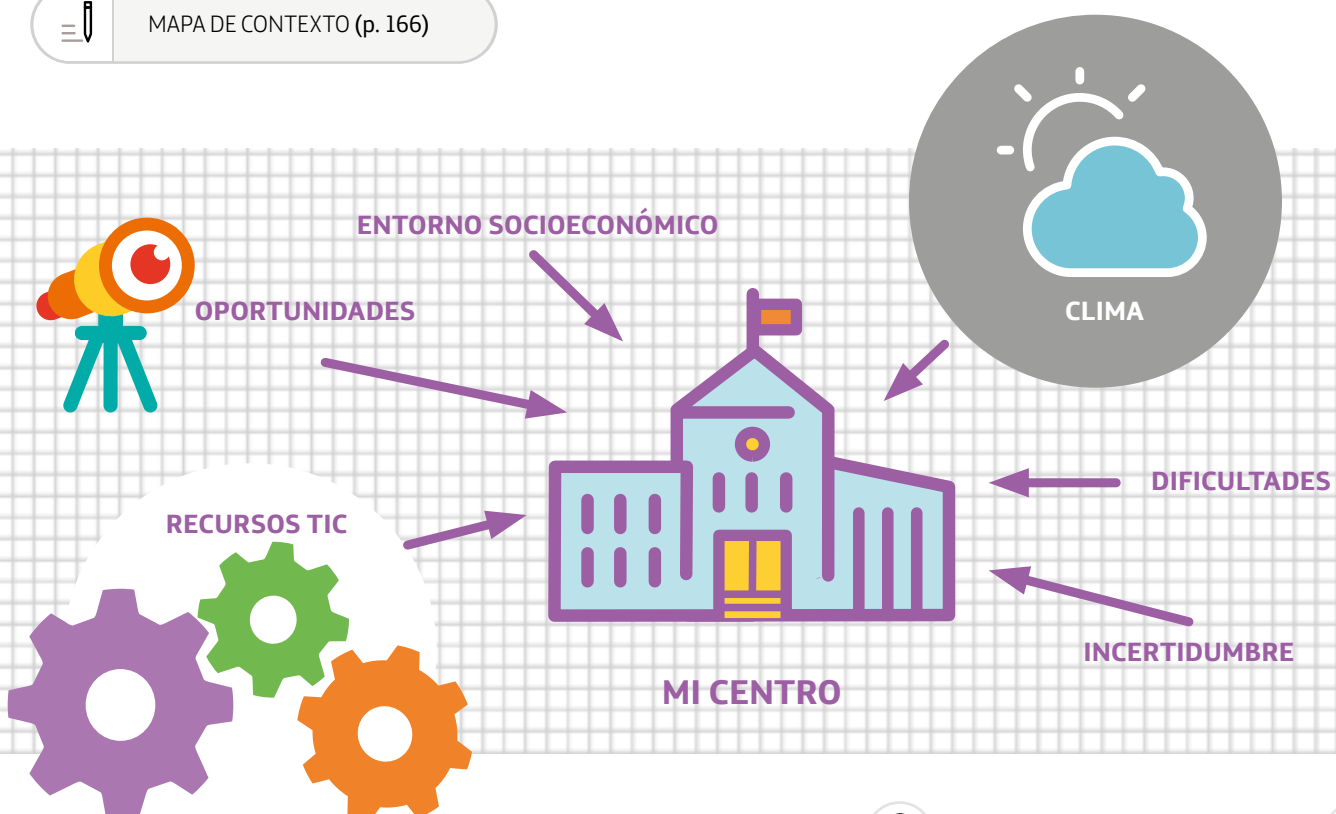 MAPA DE CONTEXTO (p. 166)
ENTORNO SOCIOECONÓMICO
OPORTUNIDADES
CLIMA
DIFICULTADES
RECURSOS TIC
INCERTIDUMBRE
MI CENTRO